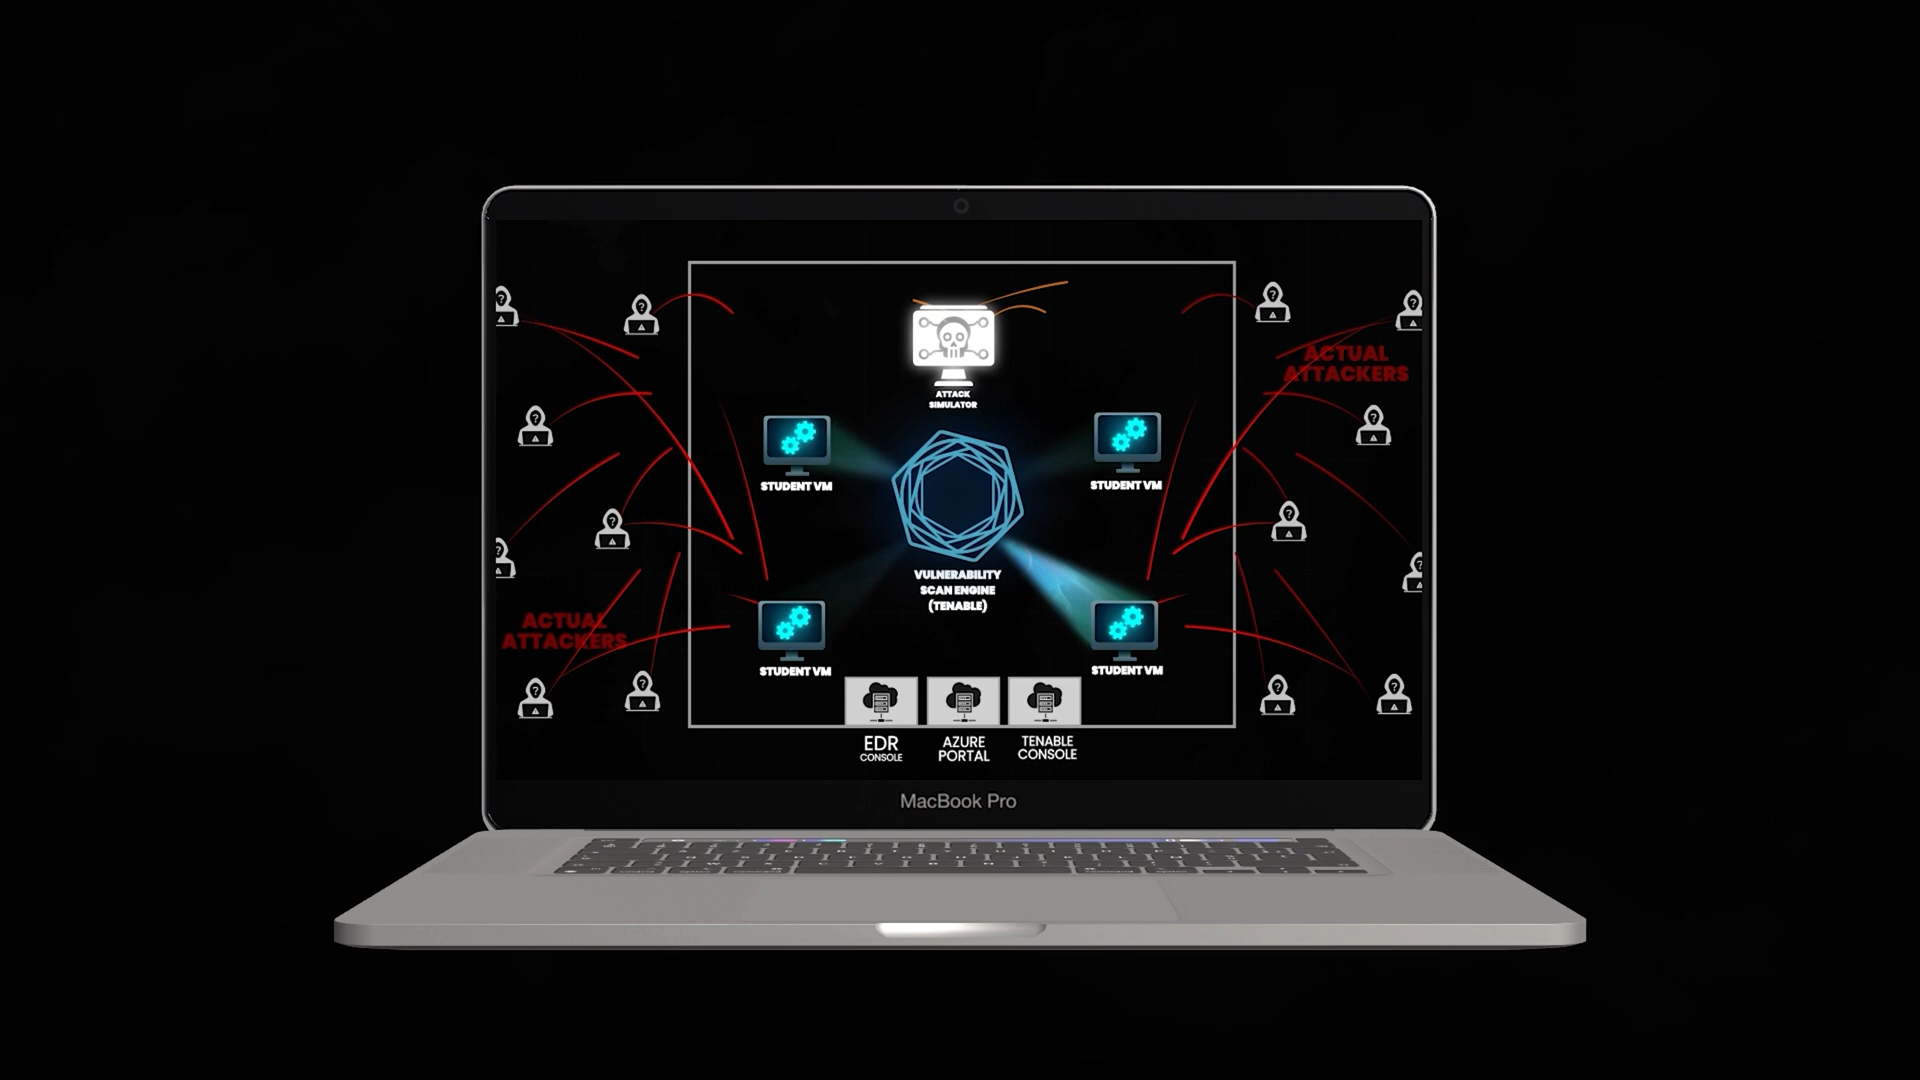 ATTACK
SIMULATOR
ACTUAL
ATTACKERS
STUDENT VM
STUDENT VM
VULNERABILITY
SCAN ENGINE
(TENABLE)
ACTUAL
ATTACKERS
STUDENT VM
STUDENT VM
EDR
CONSOLE
AZURE
PORTAL
TENABLE
CONSOLE
MacBook Pro